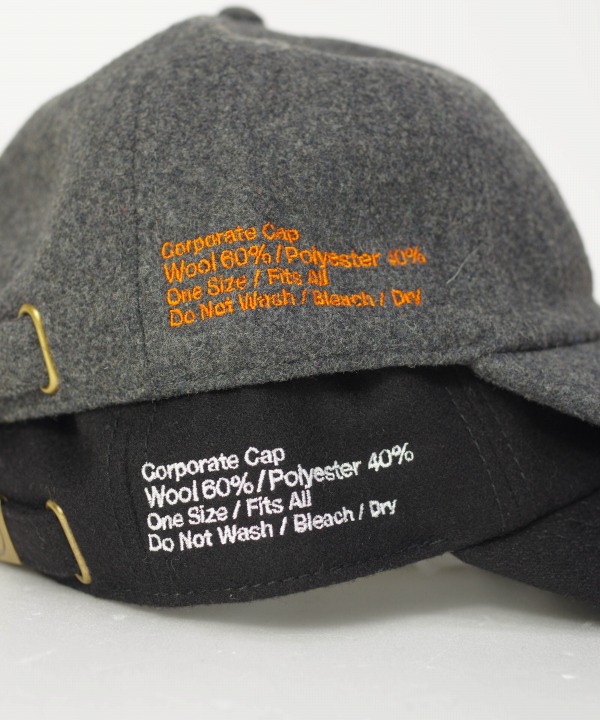 Corporate Cap
Wool 60% / Polyester 40%
One Size / Fits All
Do Not Wash / Bleach / Dry
Corporate Cap
Wool 60% / Polyester 40%
One Size / Fits All
Do Not Wash / Bleach / Dry